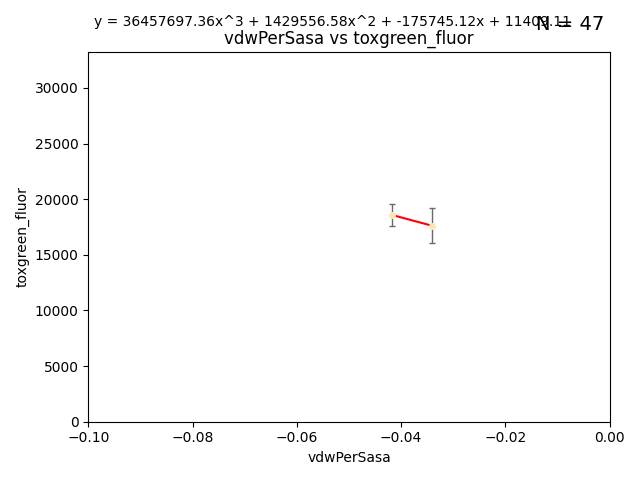 y = 36457697.36x^3 + 1429556.58x^2 + -175745.12x + 11409.11
N = 47
vdwPerSasa vs toxgreen_fluor
30000
25000
20000
15000
10000
5000
0
toxgreen_fluor
−0.10
−0.08
−0.06
−0.04
−0.02
0.00
vdwPerSasa